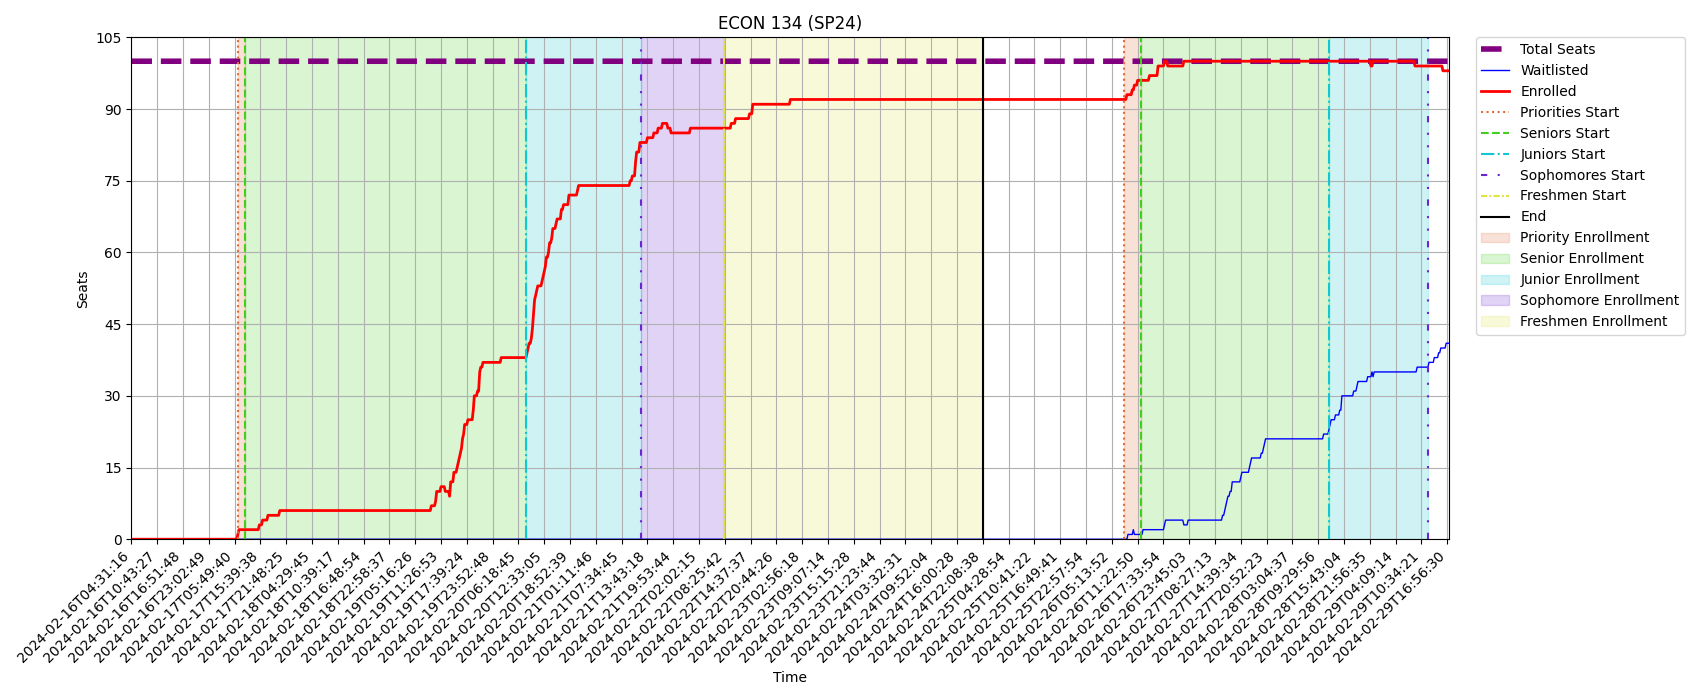 ECON 134 (SP24)
105
90
75
60
45
30
15
0
Seats
2024-02-16T04:31:16
2024-02-16T10:43:27
2024-02-16T16:51:48
2024-02-16T23:02:49
2024-02-17T05:49:40
2024-02-17T15:39:38
2024-02-17T21:48:25
2024-02-18T04:29:45
2024-02-18T10:39:17
2024-02-18T16:48:54
2024-02-18T22:58:37
2024-02-19T05:16:26
2024-02-19T11:26:53
2024-02-19T17:39:24
2024-02-19T23:52:48
2024-02-20T06:18:45
2024-02-20T12:33:05
2024-02-20T18:52:39
2024-02-21T01:11:46
2024-02-21T07:34:45
2024-02-21T13:43:18
2024-02-21T19:53:44
2024-02-22T02:02:15
2024-02-22T08:25:42
2024-02-22T14:37:37
2024-02-22T20:44:26
2024-02-23T02:56:18
2024-02-23T09:07:14
2024-02-23T15:15:28
2024-02-23T21:23:44
2024-02-24T03:32:31
2024-02-24T09:52:04
2024-02-24T16:00:28
2024-02-24T22:08:38
2024-02-25T04:28:54
2024-02-25T10:41:22
2024-02-25T16:49:41
2024-02-25T22:57:54
2024-02-26T05:13:52
2024-02-26T11:22:50
2024-02-26T17:33:54
2024-02-26T23:45:03
2024-02-27T08:27:13
2024-02-27T14:39:34
2024-02-27T20:52:23
2024-02-28T03:04:37
2024-02-28T09:29:56
2024-02-28T15:43:04
2024-02-28T21:56:35
2024-02-29T04:09:14
2024-02-29T10:34:21
2024-02-29T16:56:30
Time
Total Seats
Waitlisted
Enrolled
Priorities Start
Seniors Start
Juniors Start
Sophomores Start
Freshmen Start
End
Priority Enrollment
Senior Enrollment
Junior Enrollment
Sophomore Enrollment
Freshmen Enrollment